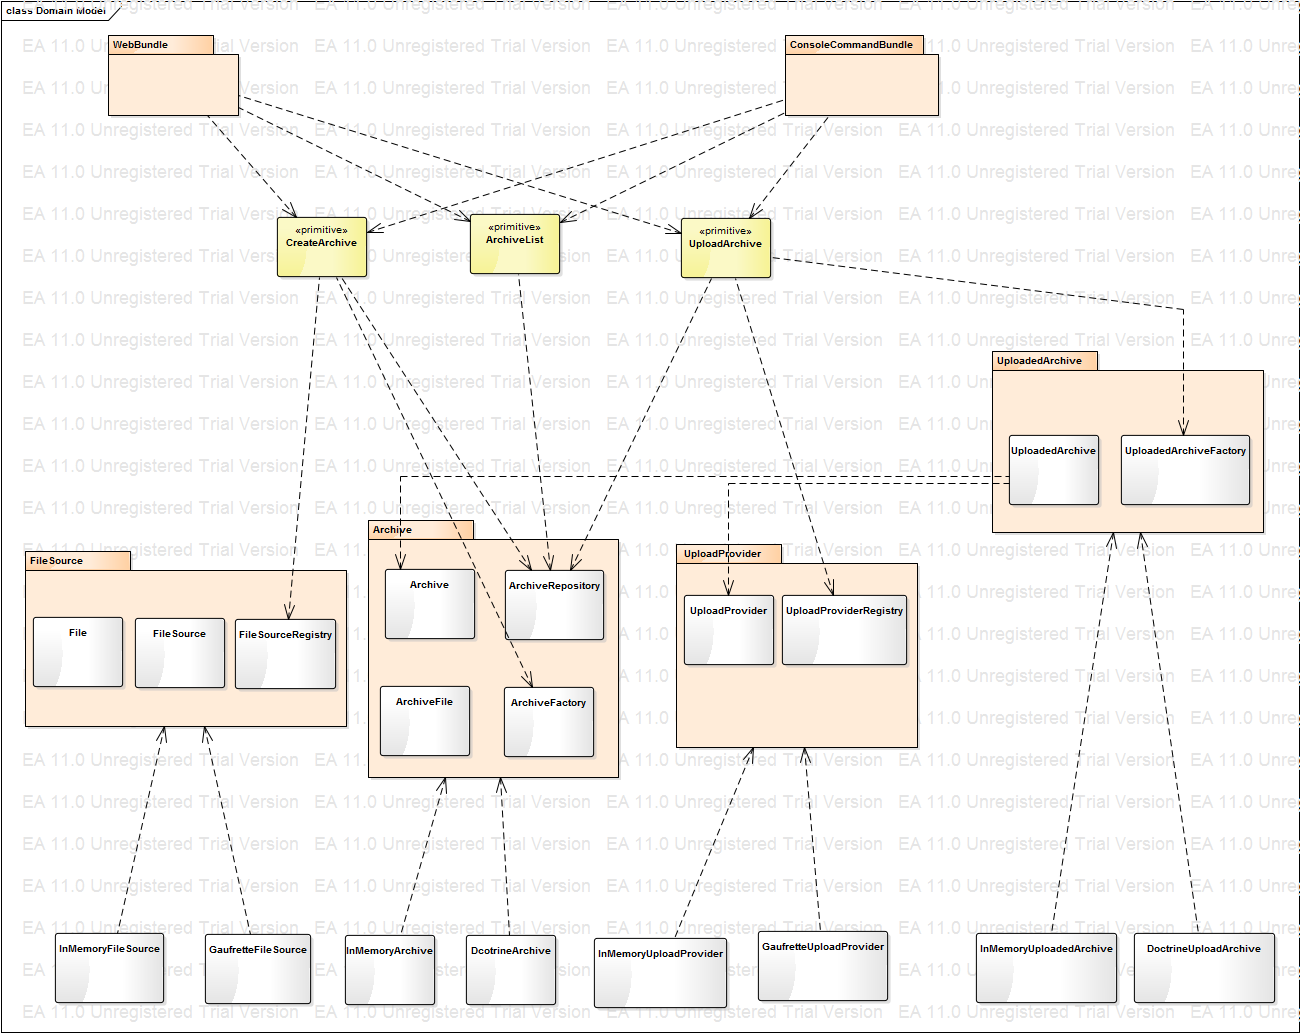 class Domain Model
EA 11.0 Unregistered Trial Version
WebBundle
ConsoleCommandBundle
«primitive»
CreateArchive
«primitive»
ArchiveList
«primitive»
UploadArchive
UploadedArchive
UploadedArchive
UploadedArchiveFactory
Archive
Archive
ArchiveRepository
ArchiveFile
ArchiveFactory
UploadProvider
UploadProvider
UploadProviderRegistry
FileSource
File
FileSource
FileSourceRegistry
InMemoryFileSource
GaufretteFileSource
InMemoryArchive
DcotrineArchive
InMemoryUploadProvider
GaufretteUploadProvider
InMemoryUploadedArchive
DoctrineUploadArchive